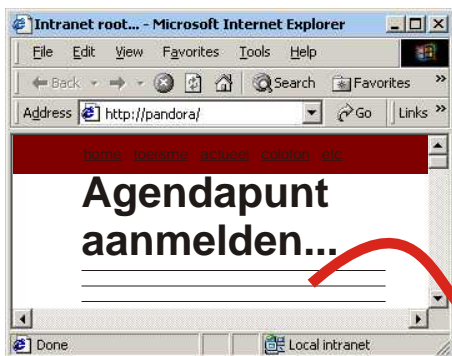 Intranet root... - Microsoft Internet Explorer
File Edit View Favorites Tools Help
Back Search Favorites »
Address http://pandora/ Go Links »
home toerisme actueel colofon etc
Agendapunt
aanmelden...
Done Local intranet